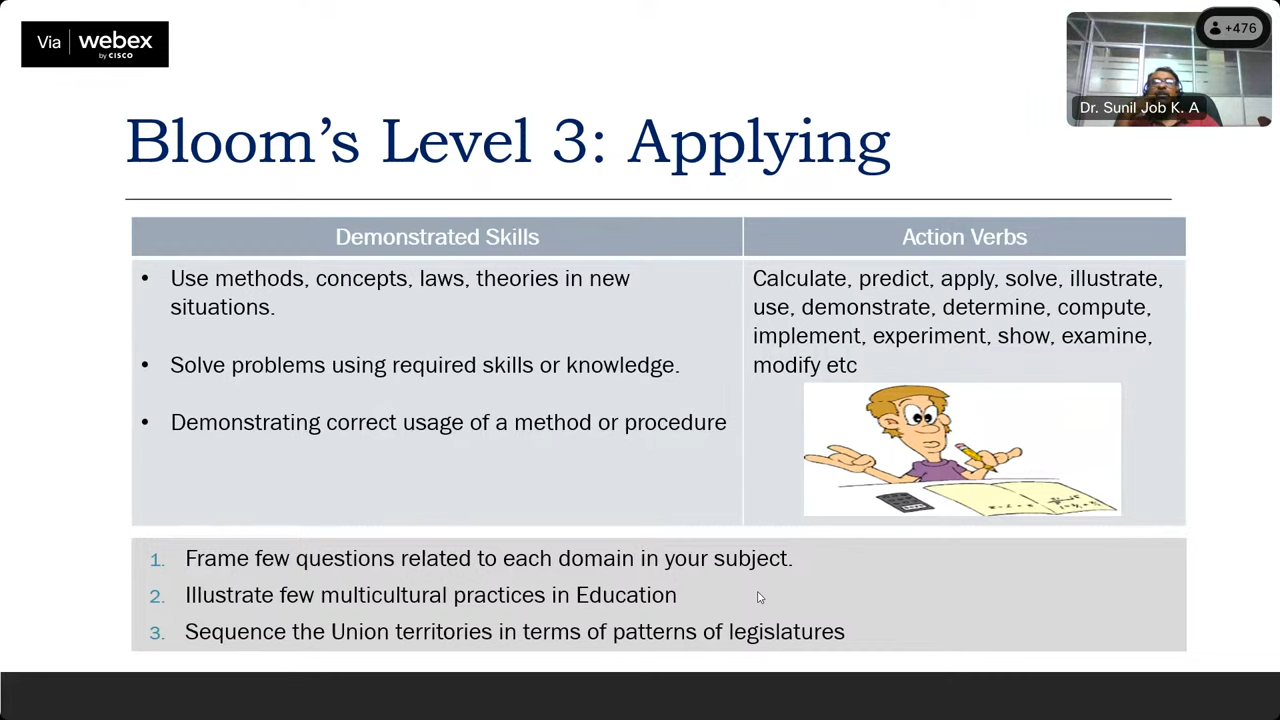 Via webex
by CISCO
+476
Dr. Sunil Job K. A
Bloom's Level 3: Applying
Demonstrated Skills
Action Verbs
• Use methods, concepts, laws, theories in new
situations.
• Solve problems using required skills or knowledge.
• Demonstrating correct usage of a method or procedure
Calculate, predict, apply, solve, illustrate,
use, demonstrate, determine, compute,
implement, experiment, show, examine,
modify etc
1. Frame few questions related to each domain in your subject.
2. Illustrate few multicultural practices in Education
3. Sequence the Union territories in terms of patterns of legislatures